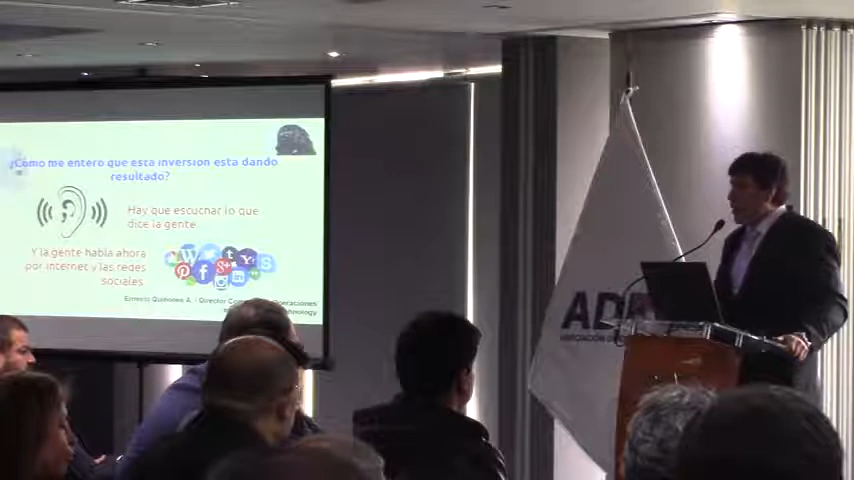 ¿Como me entero que esta inversion esta dando
resultado?
Hay que escuchar lo que
dice la gente
Y la gente habla ahora
por internet y las redes
sociales
Ernesto Quiñones A. - Director